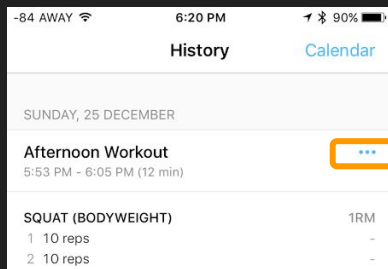 -84 AWAY 6:20 PM 90%
History Calendar
SUNDAY, 25 DECEMBER
Afternoon Workout •••
5:53 PM - 6:05 PM (12 min)
SQUAT (BODYWEIGHT) 1RM
1 10 reps -
2 10 reps -